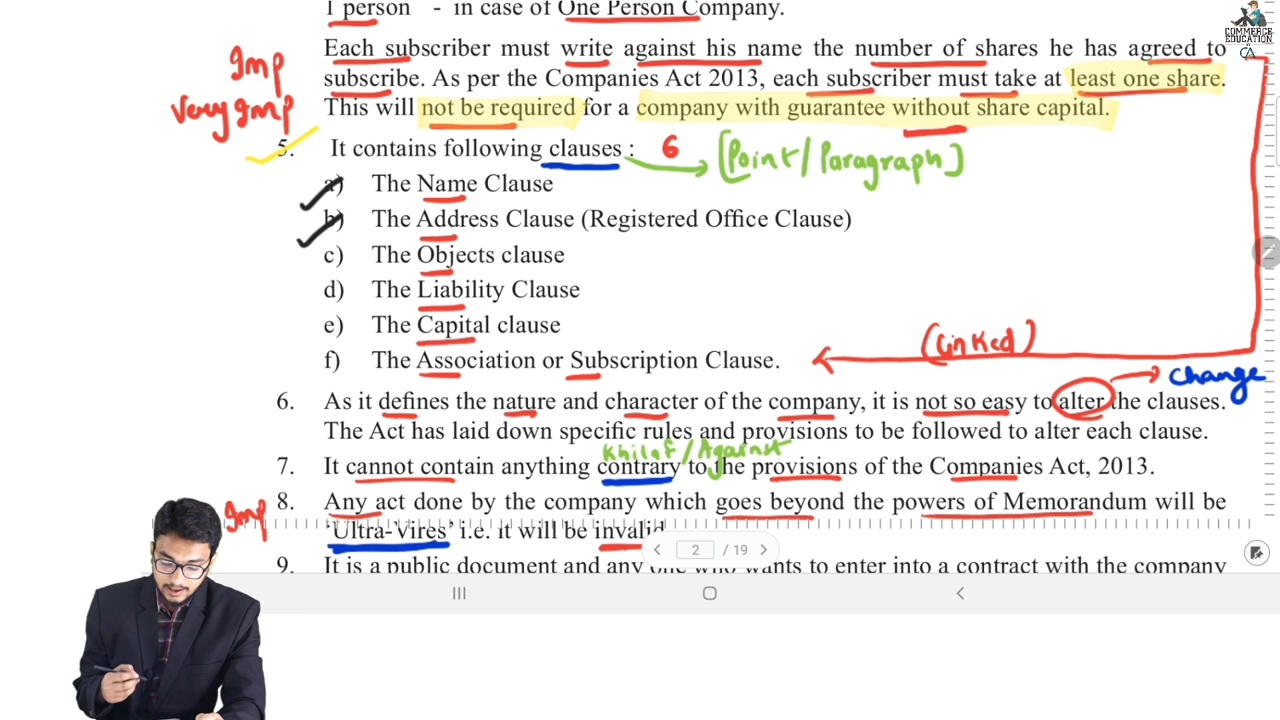 1 person - in case of One Person Company.
Each subscriber must write against his name the number of shares he has agreed to
subscribe. As per the Companies Act 2013, each subscriber must take at least one share.
This will not be required for a company with guarantee without share capital.
Imp
Very Imp
5. It contains following clauses : 6 [Point/Paragraph]
a) The Name Clause
b) The Address Clause (Registered Office Clause)
c) The Objects clause
d) The Liability Clause
e) The Capital clause
f) The Association or Subscription Clause.
(Linked)
change
6. As it defines the nature and character of the company, it is not so easy to alter the clauses.
The Act has laid down specific rules and provisions to be followed to alter each clause.
Khilaf/Against
7. It cannot contain anything contrary to the provisions of the Companies Act, 2013.
Imp
8. Any act done by the company which goes beyond the powers of Memorandum will be
'Ultra-Vires' i.e. it will be invalid
9. It is a public document and any one who wants to enter into a contract with the company
2 / 19
COMMERCE
EDUCATION
BY
CA